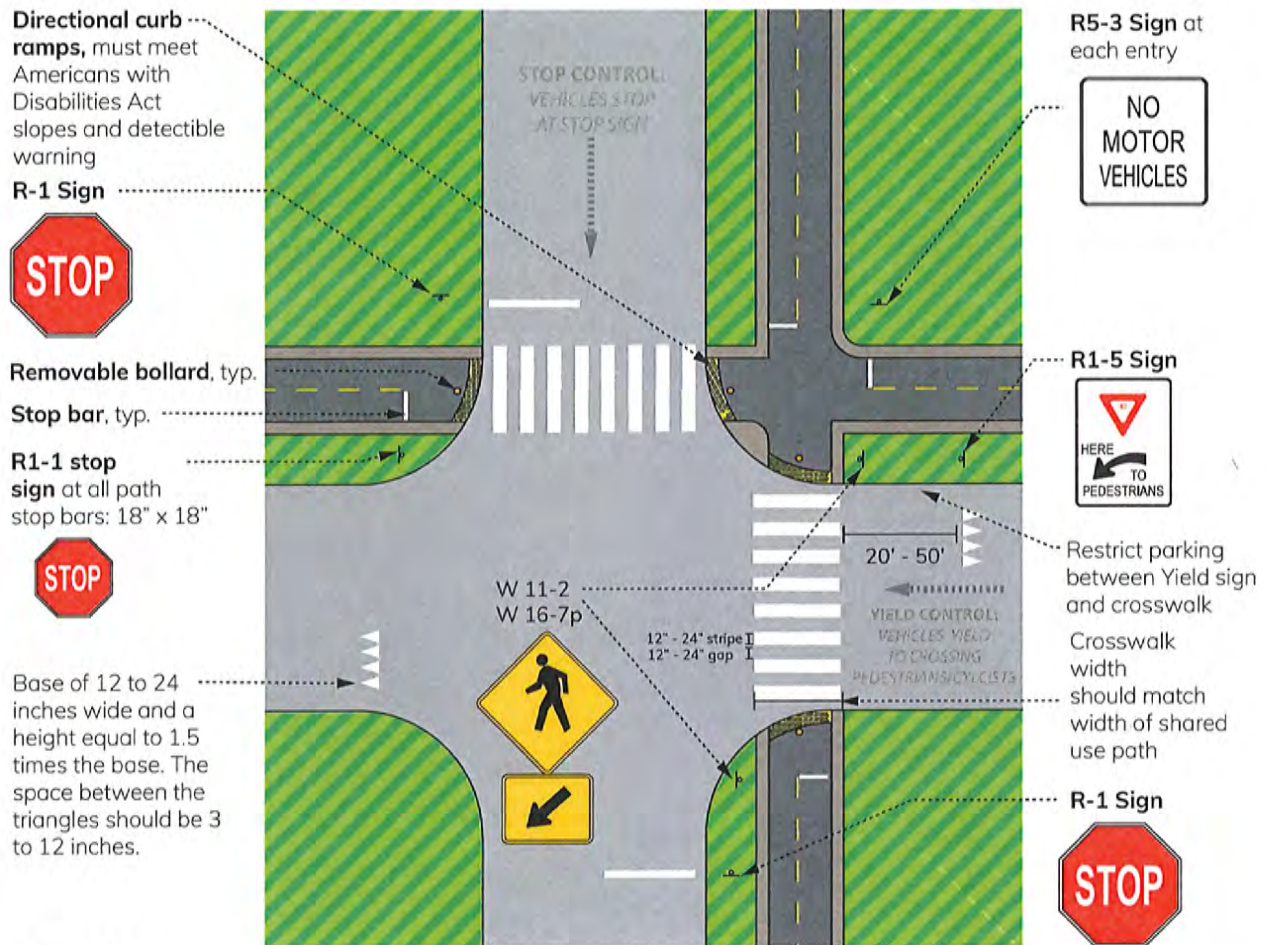 Directional curb
ramps, must meet
Americans with
Disabilities Act
slopes and detectible
warning
R-1 Sign
STOP
Removable bollard, typ.
Stop bar, typ.
R1-1 stop
sign at all path
stop bars: 18" x 18"
STOP
Base of 12 to 24
inches wide and a
height equal to 1.5
times the base. The
space between the
triangles should be 3
to 12 inches.
STOP CONTROL:
VEHICLES STOP
AT STOP SIGN
W 11-2
W 16-7p
12" - 24" stripe
12" - 24" gap
20' - 50'
YIELD CONTROL:
VEHICLES YIELD
TO CROSSING
PEDESTRIANS/CYLCISTS
R5-3 Sign at
each entry
NO
MOTOR
VEHICLES
R1-5 Sign
HERE
TO
PEDESTRIANS
Restrict parking
between Yield sign
and crosswalk
Crosswalk
width
should match
width of shared
use path
R-1 Sign
STOP